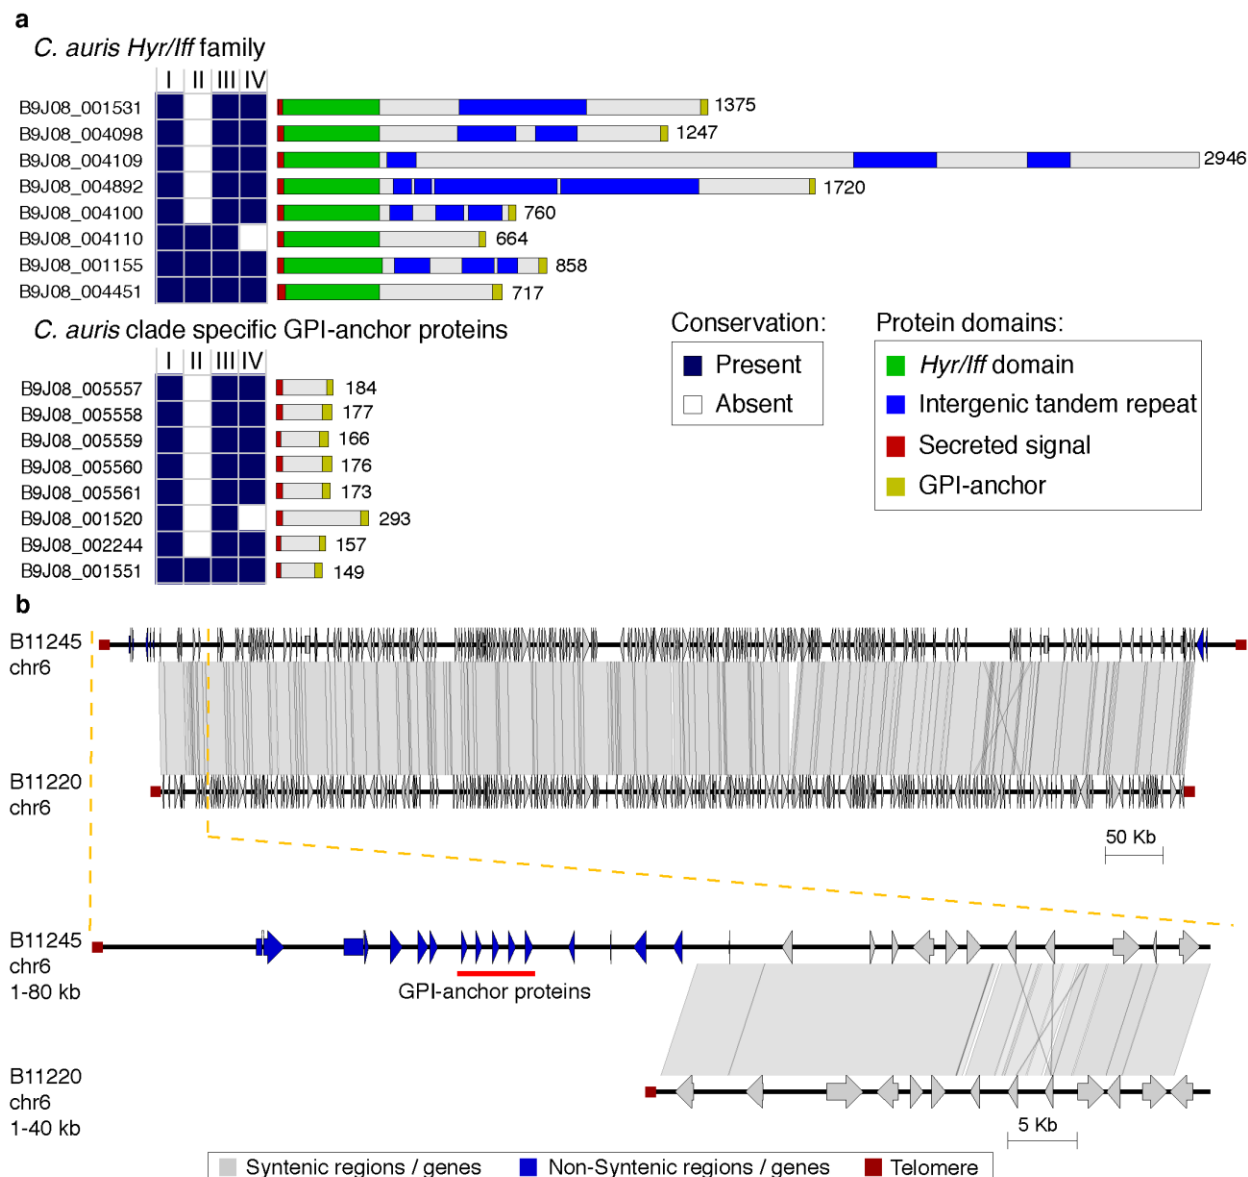 a
C. auris Hyr/Iff family
I II III IV
B9J08_001531 1375
B9J08_004098 1247
B9J08_004109 2946
B9J08_004892 1720
B9J08_004100 760
B9J08_004110 664
B9J08_001155 858
B9J08_004451 717
C. auris clade specific GPI-anchor proteins
I II III IV
B9J08_005557 184
B9J08_005558 177
B9J08_005559 166
B9J08_005560 176
B9J08_005561 173
B9J08_001520 293
B9J08_002244 157
B9J08_001551 149
Conservation:
Present
Absent
Protein domains:
Hyr/Iff domain
Intergenic tandem repeat
Secreted signal
GPI-anchor
b
B11245
chr6
B11220
chr6
50 Kb
B11245
chr6
1-80 kb
GPI-anchor proteins
B11220
chr6
1-40 kb
5 Kb
Syntenic regions / genes
Non-Syntenic regions / genes
Telomere